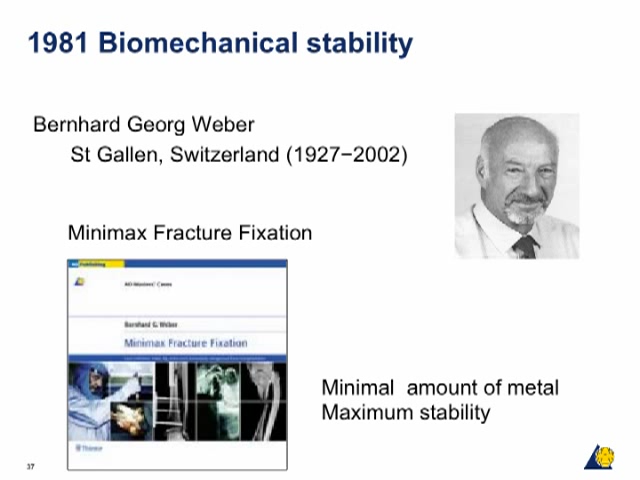 1981 Biomechanical stability
Bernhard Georg Weber
St Gallen, Switzerland (1927−2002)
Minimax Fracture Fixation
Publishing
AO Masters' Cases
Bernhard G. Weber
Minimax Fracture Fixation
Thieme
Minimal amount of metal
Maximum stability
37